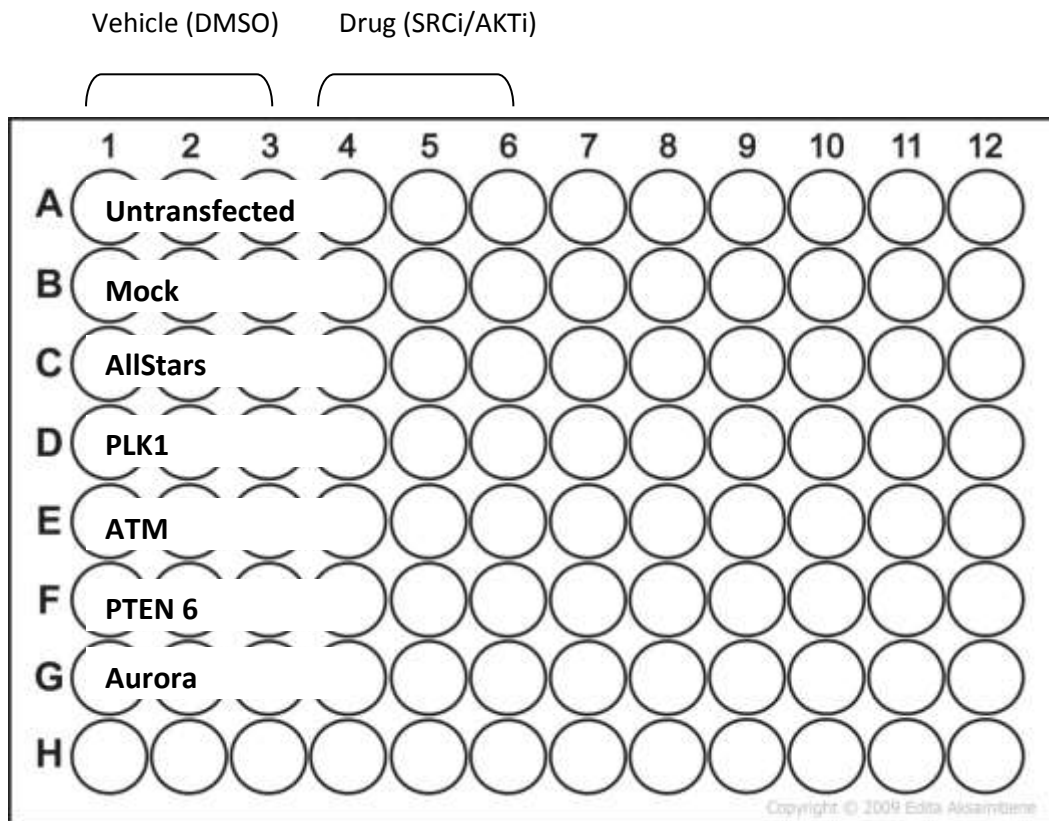 Vehicle (DMSO) Drug (SRCi/AKTi)
1 2 3 4 5 6 7 8 9 10 11 12
A Untransfected
B Mock
C AllStars
D PLK1
E ATM
F PTEN 6
G Aurora
H
Copyright © 2009 Edita Aksamitiene